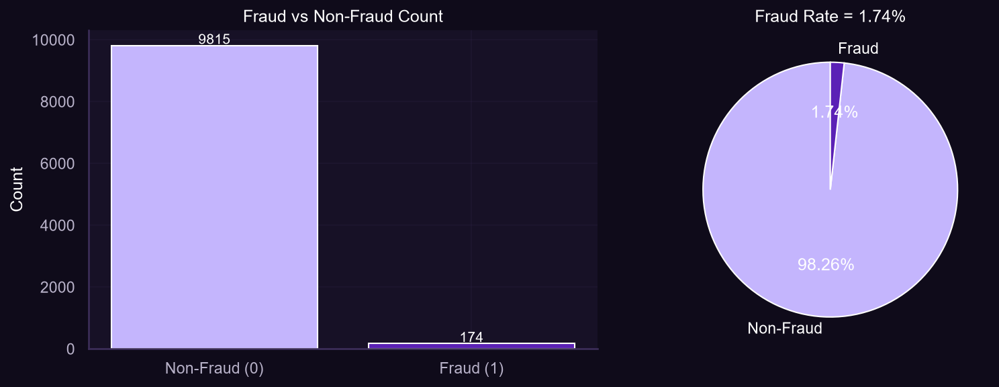 Fraud vs Non-Fraud Count
Count
10000
8000
6000
4000
2000
0
9815
174
Non-Fraud (0)
Fraud (1)
Fraud Rate = 1.74%
Fraud
1.74%
98.26%
Non-Fraud